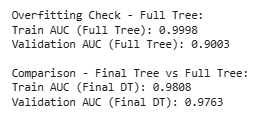 Overfitting Check - Full Tree:
Train AUC (Full Tree): 0.9998
Validation AUC (Full Tree): 0.9003

Comparison - Final Tree vs Full Tree:
Train AUC (Final DT): 0.9808
Validation AUC (Final DT): 0.9763